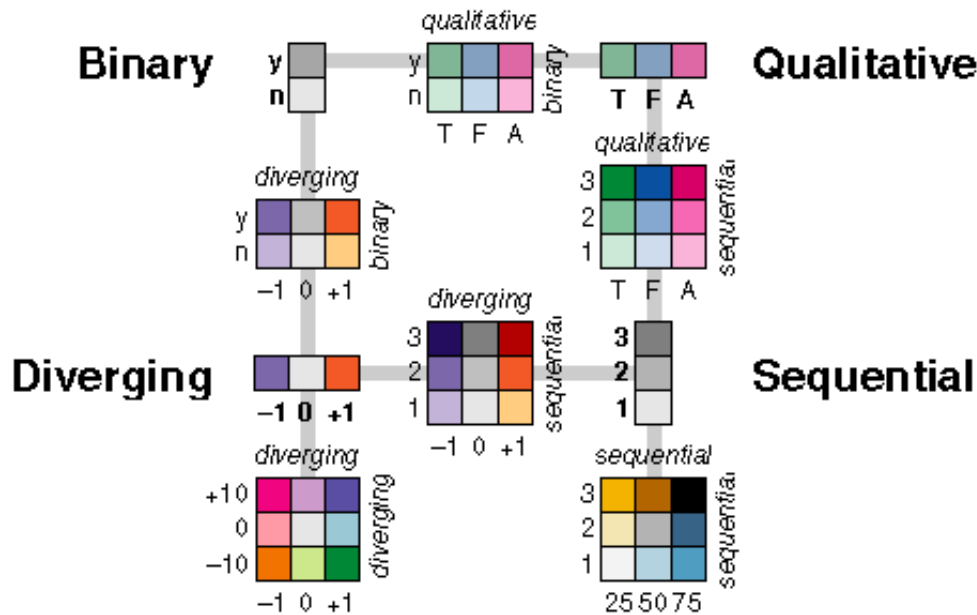 qualitative
Binary
y
n
y
n
binary
T F A
T F A
Qualitative
diverging
y
n
binary
−1 0 +1
qualitative
3
2
1
sequential
T F A
Diverging
−1 0 +1
diverging
3
2
1
sequential
−1 0 +1
3
2
1
Sequential
diverging
+10
0
−10
diverging
−1 0 +1
sequential
3
2
1
sequential
25 50 75